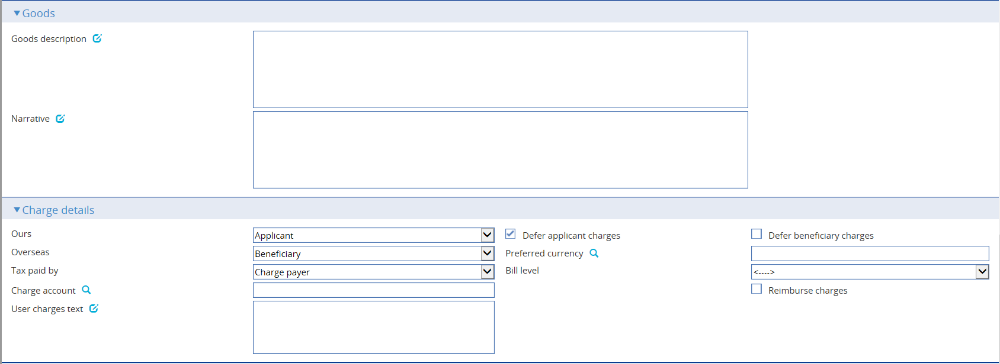 Goods
Goods description
Narrative
Charge details
Ours Applicant Defer applicant charges Defer beneficiary charges
Overseas Beneficiary Preferred currency
Tax paid by Charge payer Bill level <---->
Charge account Reimburse charges
User charges text